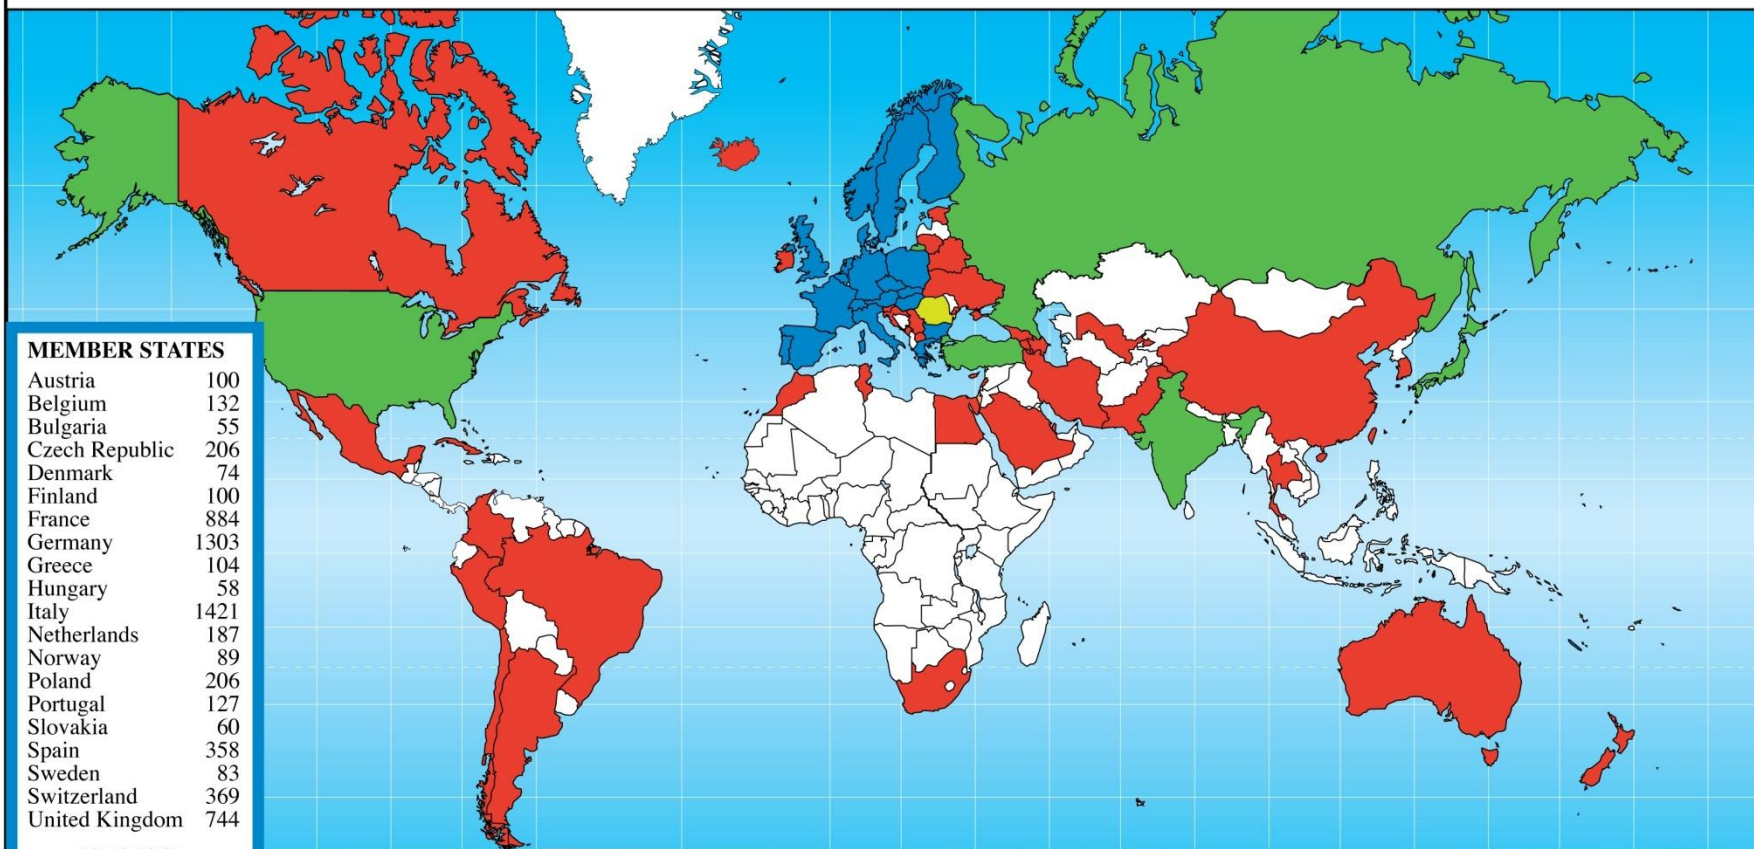 MEMBER STATES
Austria 100
Belgium 132
Bulgaria 55
Czech Republic 206
Denmark 74
Finland 100
France 884
Germany 1303
Greece 104
Hungary 58
Italy 1421
Netherlands 187
Norway 89
Poland 206
Portugal 127
Slovakia 60
Spain 358
Sweden 83
Switzerland 369
United Kingdom 744